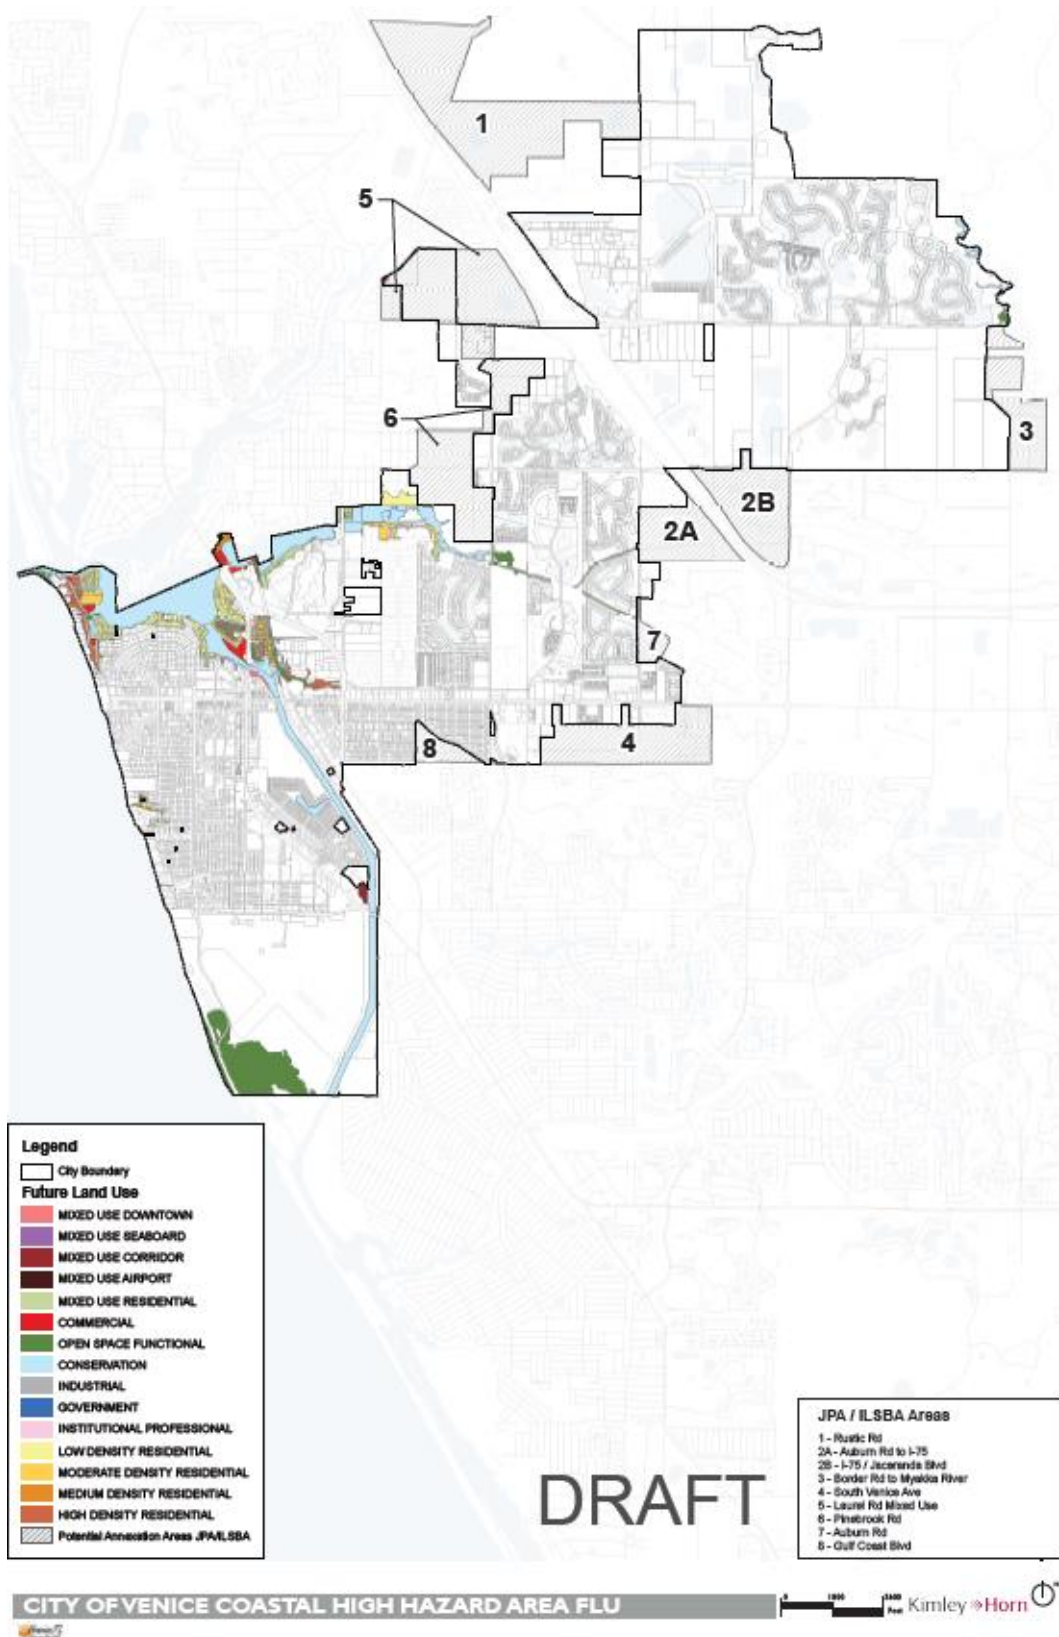 1
5
6
3
2B
2A
7
4
8
Legend
City Boundary
Future Land Use
MIXED USE DOWNTOWN
MIXED USE SEABOARD
MIXED USE CORRIDOR
MIXED USE AIRPORT
MIXED USE RESIDENTIAL
COMMERCIAL
OPEN SPACE FUNCTIONAL
CONSERVATION
INDUSTRIAL
GOVERNMENT
INSTITUTIONAL PROFESSIONAL
LOW DENSITY RESIDENTIAL
MODERATE DENSITY RESIDENTIAL
MEDIUM DENSITY RESIDENTIAL
HIGH DENSITY RESIDENTIAL
Potential Annexation Areas JPA/ILSBA
DRAFT
JPA / ILSBA Areas
1 - Rustic Rd
2A - Auburn Rd to I-75
2B - I-75 / Jacaranda Blvd
3 - Border Rd to Myakka River
4 - South Venice Ave
5 - Laurel Rd Mixed Use
6 - Pinebrook Rd
7 - Auburn Rd
8 - Gulf Coast Blvd
CITY OF VENICE COASTAL HIGH HAZARD AREA FLU
0
Feet
Kimley»Horn